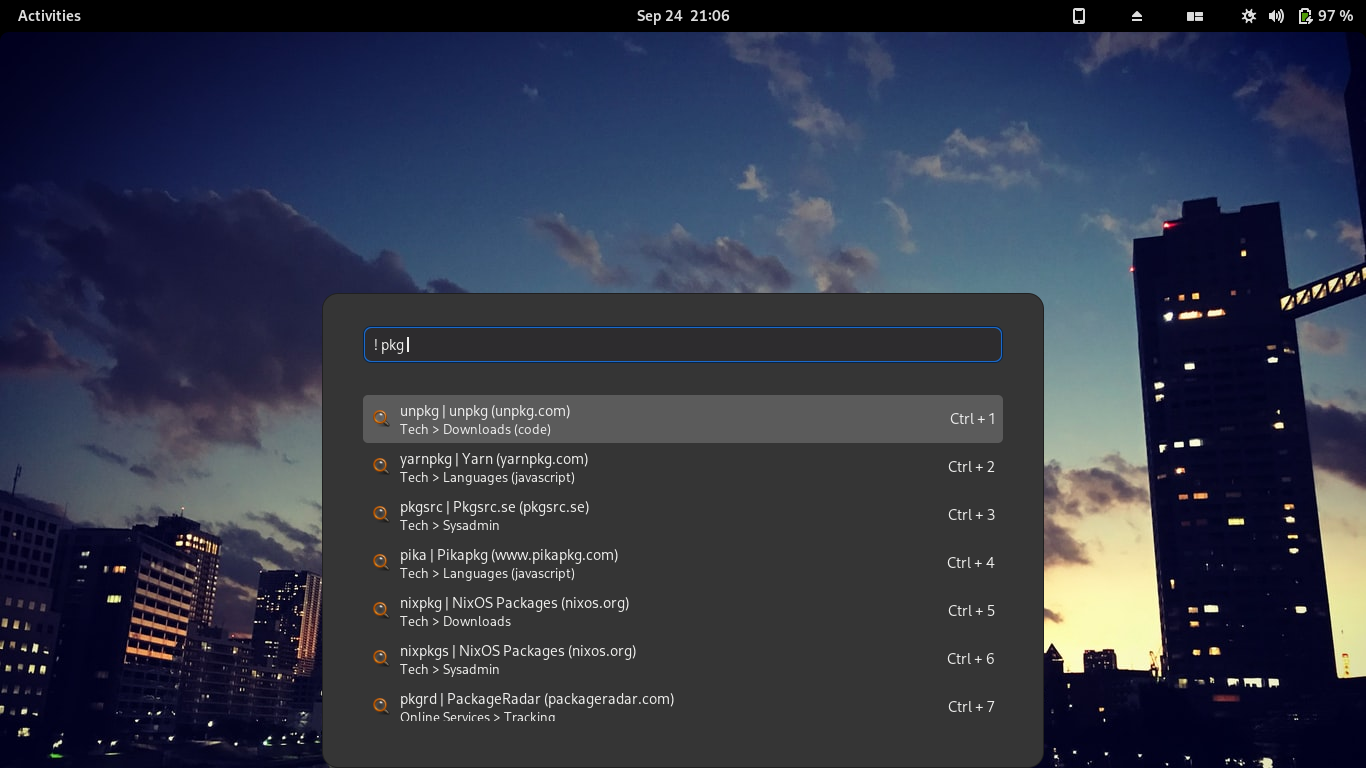 Activities
Sep 24 21:06
97 %
! pkg
unpkg | unpkg (unpkg.com)
Tech > Downloads (code)
Ctrl + 1
yarnpkg | Yarn (yarnpkg.com)
Tech > Languages (javascript)
Ctrl + 2
pkgsrc | Pkgsrc.se (pkgsrc.se)
Tech > Sysadmin
Ctrl + 3
pika | Pikapkg (www.pikapkg.com)
Tech > Languages (javascript)
Ctrl + 4
nixpkg | NixOS Packages (nixos.org)
Tech > Downloads
Ctrl + 5
nixpkgs | NixOS Packages (nixos.org)
Tech > Sysadmin
Ctrl + 6
pkgrd | PackageRadar (packageradar.com)
Online Services > Tracking
Ctrl + 7